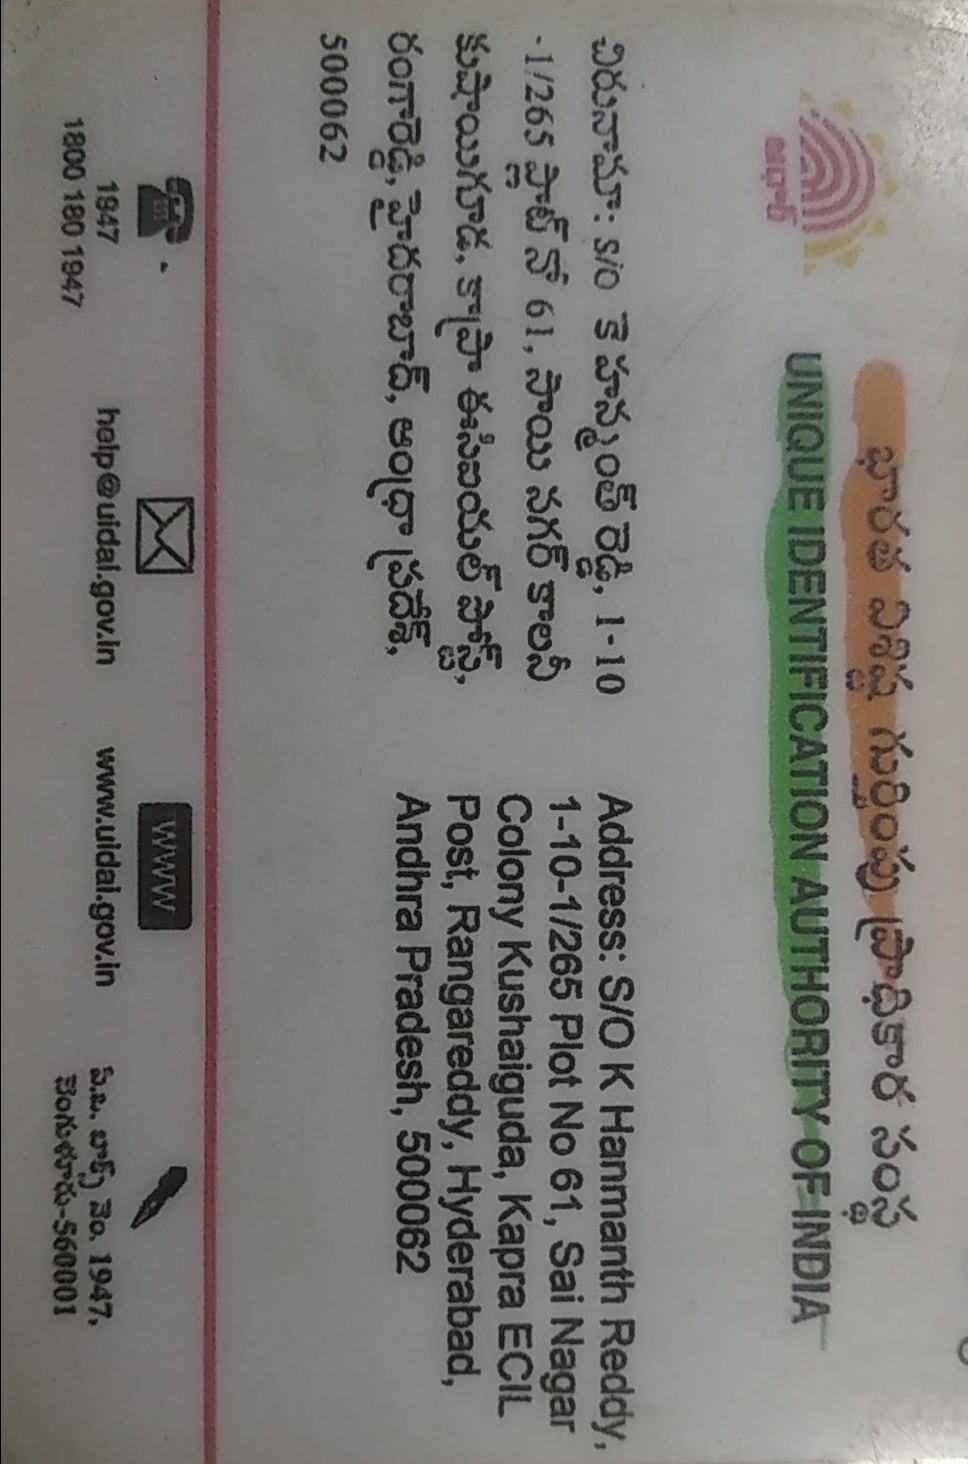 భారత విశిష్ట గుర్తింపు ప్రాధికార సంస్థ
UNIQUE IDENTIFICATION AUTHORITY OF INDIA
ఆధార్
చిరునామా: S/O కె హన్మంత్ రెడ్డి, 1-10
-1/265 ప్లాట్ నో 61, సాయి నగర్ కాలనీ
కుషాయిగూడ, కాప్రా ఈసిఐయల్ పోస్ట్,
రంగారెడ్డి, హైదరాబాద్, ఆంధ్రా ప్రదేశ్,
500062
Address: S/O K Hanmanth Reddy,
1-10-1/265 Plot No 61, Sai Nagar
Colony Kushaiguda, Kapra ECIL
Post, Rangareddy, Hyderabad,
Andhra Pradesh, 500062
1947
1800 180 1947
help@uidai.gov.in
WWW
www.uidai.gov.in
పి.బి. బాక్స్ నెం. 1947,
బెంగుళూరు-560001